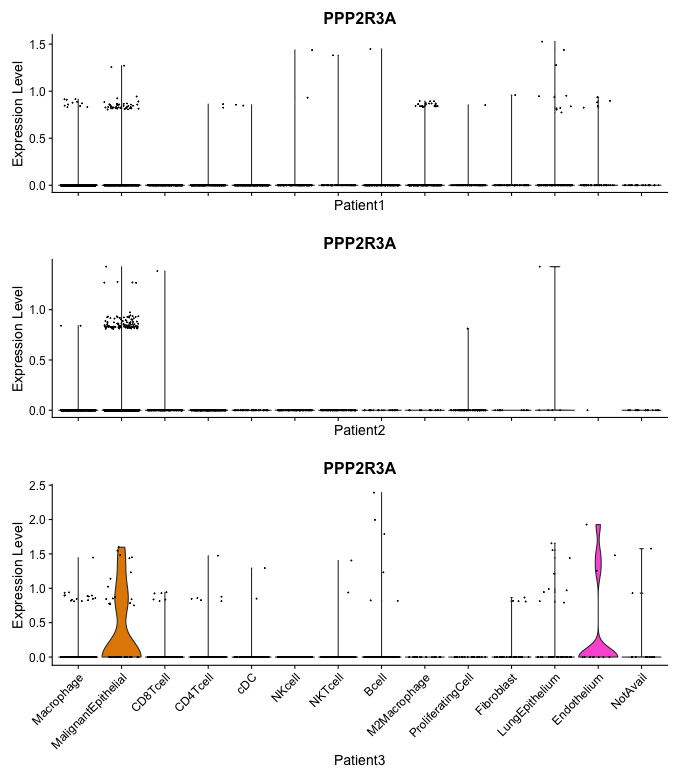 PPP2R3A
Expression Level
1.5
1.0
0.5
0.0
Patient1
PPP2R3A
Expression Level
1.0
0.5
0.0
Patient2
PPP2R3A
Expression Level
2.5
2.0
1.5
1.0
0.5
0.0
Macrophage
MalignantEpithelial
CD8Tcell
CD4Tcell
cDC
NKcell
NKTcell
Bcell
M2Macrophage
ProliferatingCell
Fibroblast
LungEpithelium
Endothelium
NotAvail
Patient3